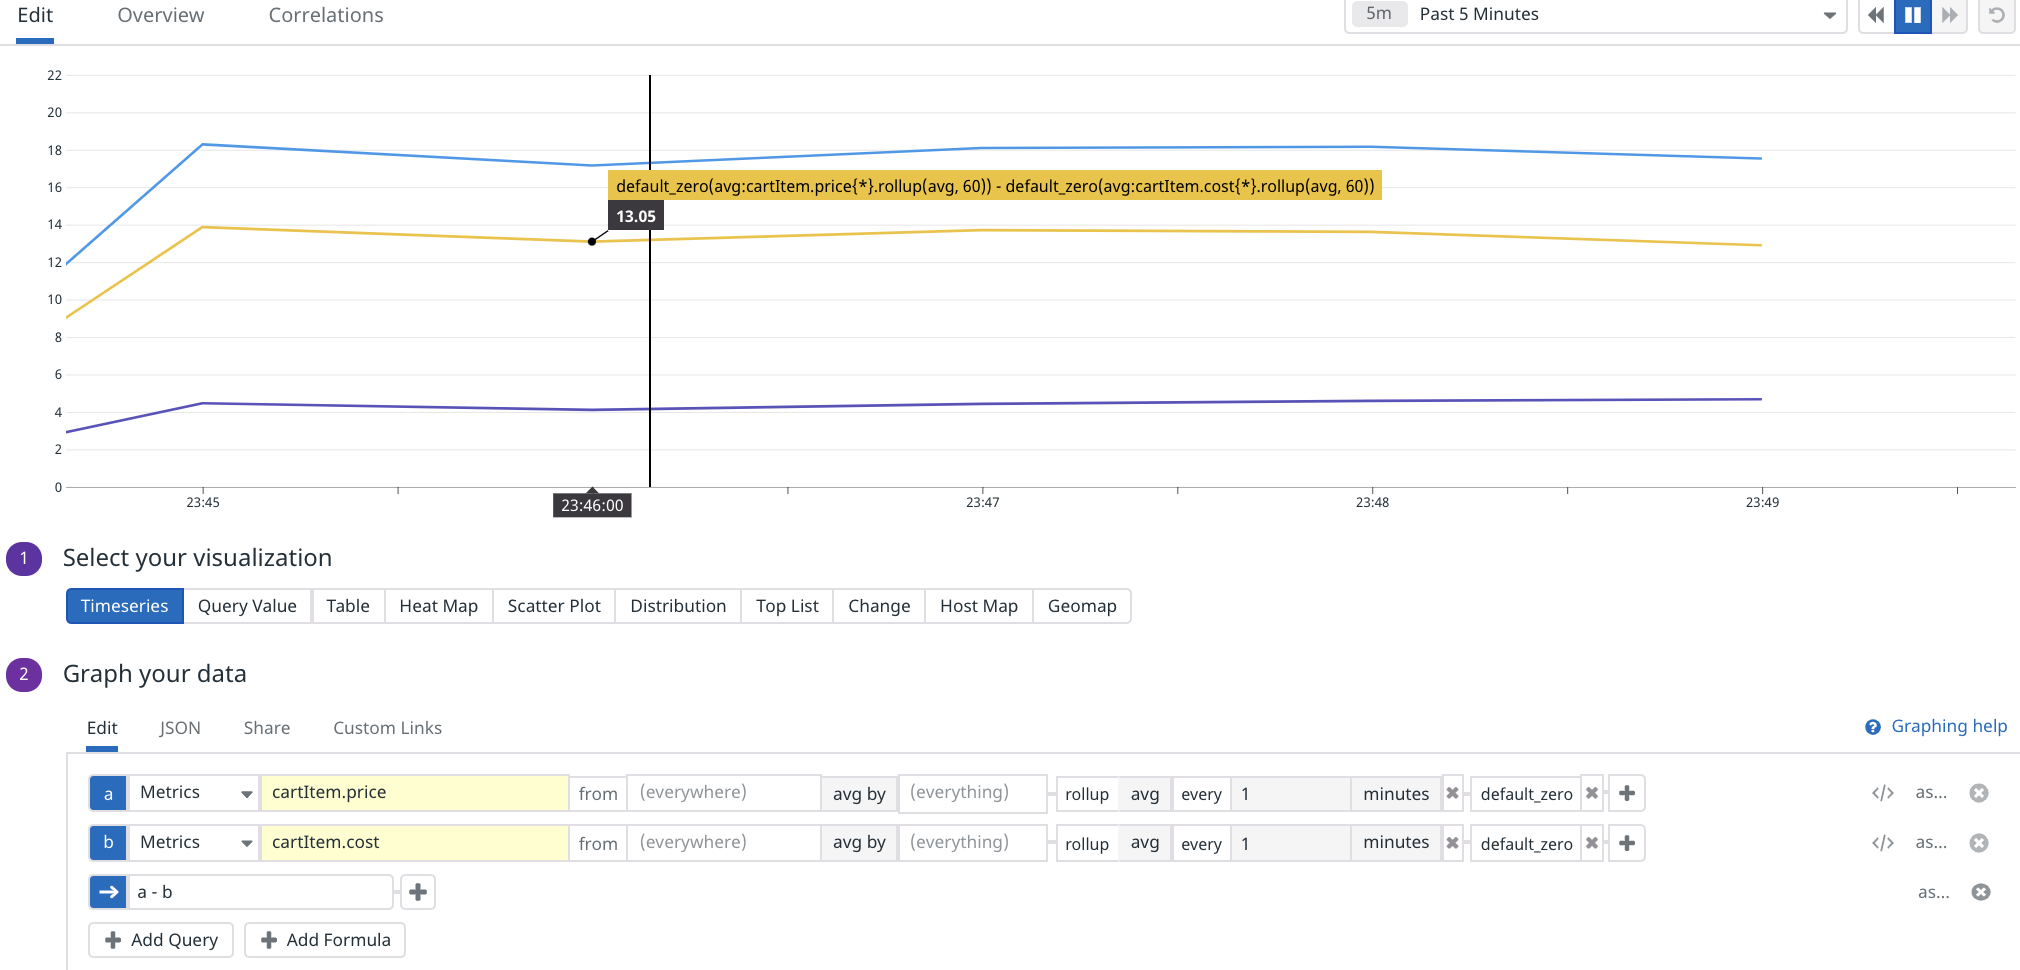 Edit Overview Correlations 5m Past 5 Minutes
22
20
18
16
default_zero(avg:cartItem.price{*}.rollup(avg, 60)) - default_zero(avg:cartItem.cost{*}.rollup(avg, 60))
13.05
14
12
10
8
6
4
2
0
23:45 23:46:00 23:47 23:48 23:49
1 Select your visualization
Timeseries Query Value Table Heat Map Scatter Plot Distribution Top List Change Host Map Geomap
2 Graph your data
Edit JSON Share Custom Links ? Graphing help
a Metrics cartItem.price from (everywhere) avg by (everything) rollup avg every 1 minutes default_zero </> as...
b Metrics cartItem.cost from (everywhere) avg by (everything) rollup avg every 1 minutes default_zero </> as...
a - b as...
Add Query Add Formula